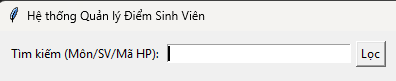 Hệ thống Quản lý Điểm Sinh Viên
Tìm kiếm (Môn/SV/Mã HP): Lọc